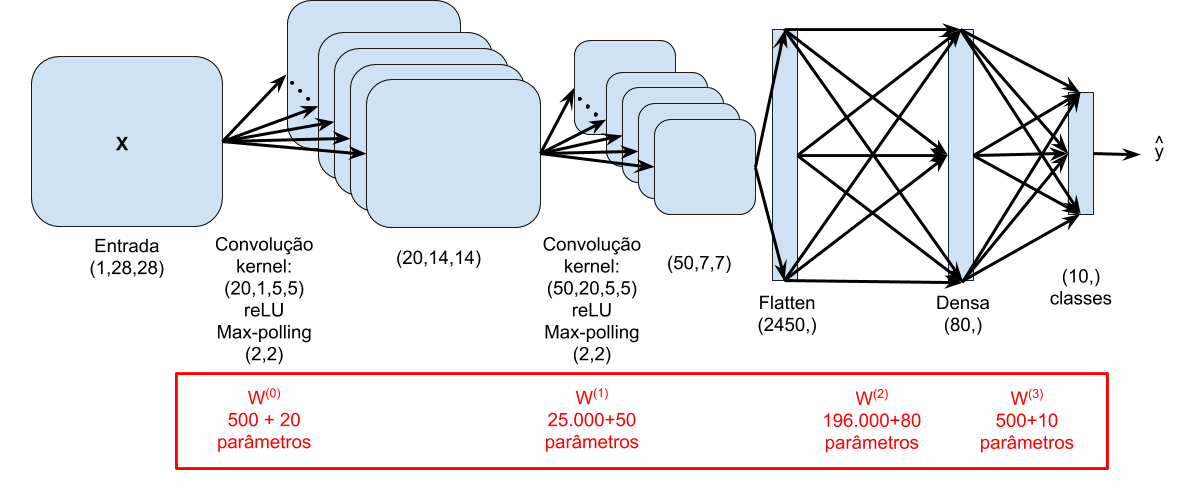 X
Entrada
(1,28,28)
Convolução
kernel:
(20,1,5,5)
reLU
Max-polling
(2,2)
(20,14,14)
Convolução
kernel:
(50,20,5,5)
reLU
Max-polling
(2,2)
(50,7,7)
Flatten
(2450,)
Densa
(80,)
(10,)
classes
ŷ
W⁽⁰⁾
500 + 20
parâmetros
W⁽¹⁾
25.000+50
parâmetros
W⁽²⁾
196.000+80
parâmetros
W⁽³⁾
500+10
parâmetros